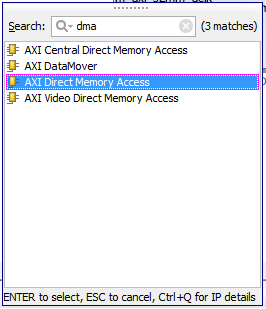 Search: dma (3 matches)
AXI Central Direct Memory Access
AXI DataMover
AXI Direct Memory Access
AXI Video Direct Memory Access
ENTER to select, ESC to cancel, Ctrl+Q for IP details